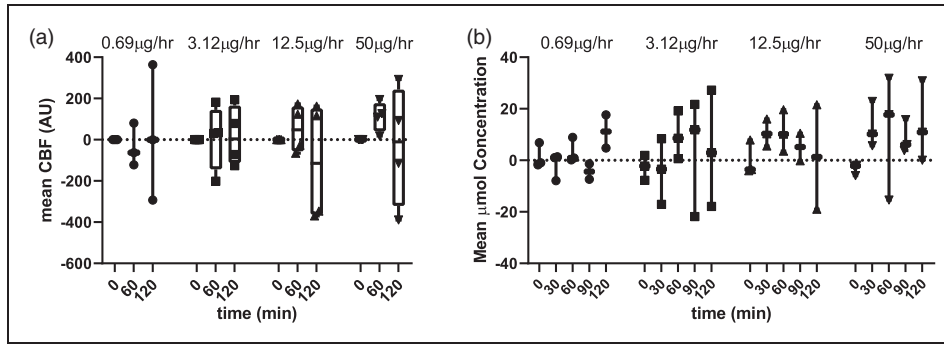 (a)
0.69µg/hr 3.12µg/hr 12.5µg/hr 50µg/hr
mean CBF (AU)
400
200
0
-200
-400
-600
0 60 120 0 60 120 0 60 120 0 60 120
time (min)
(b)
0.69µg/hr 3.12µg/hr 12.5µg/hr 50µg/hr
Mean µmol Concentration
40
20
0
-20
-40
0 30 60 90 120 0 30 60 90 120 0 30 60 90 120 0 30 60 90 120
time (min)